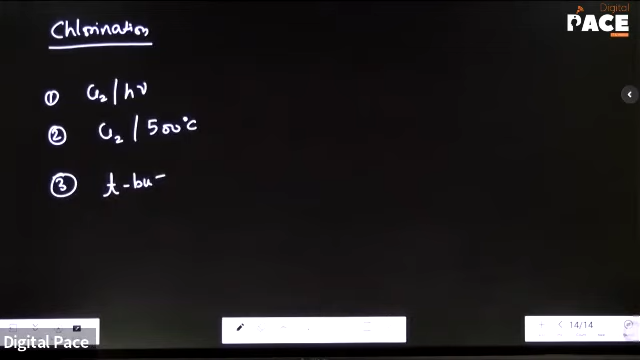 Digital
PACE
Chlorination
① Cl₂/hν
② Cl₂ / 500°C
③ t-bu-
14/14
Digital Pace